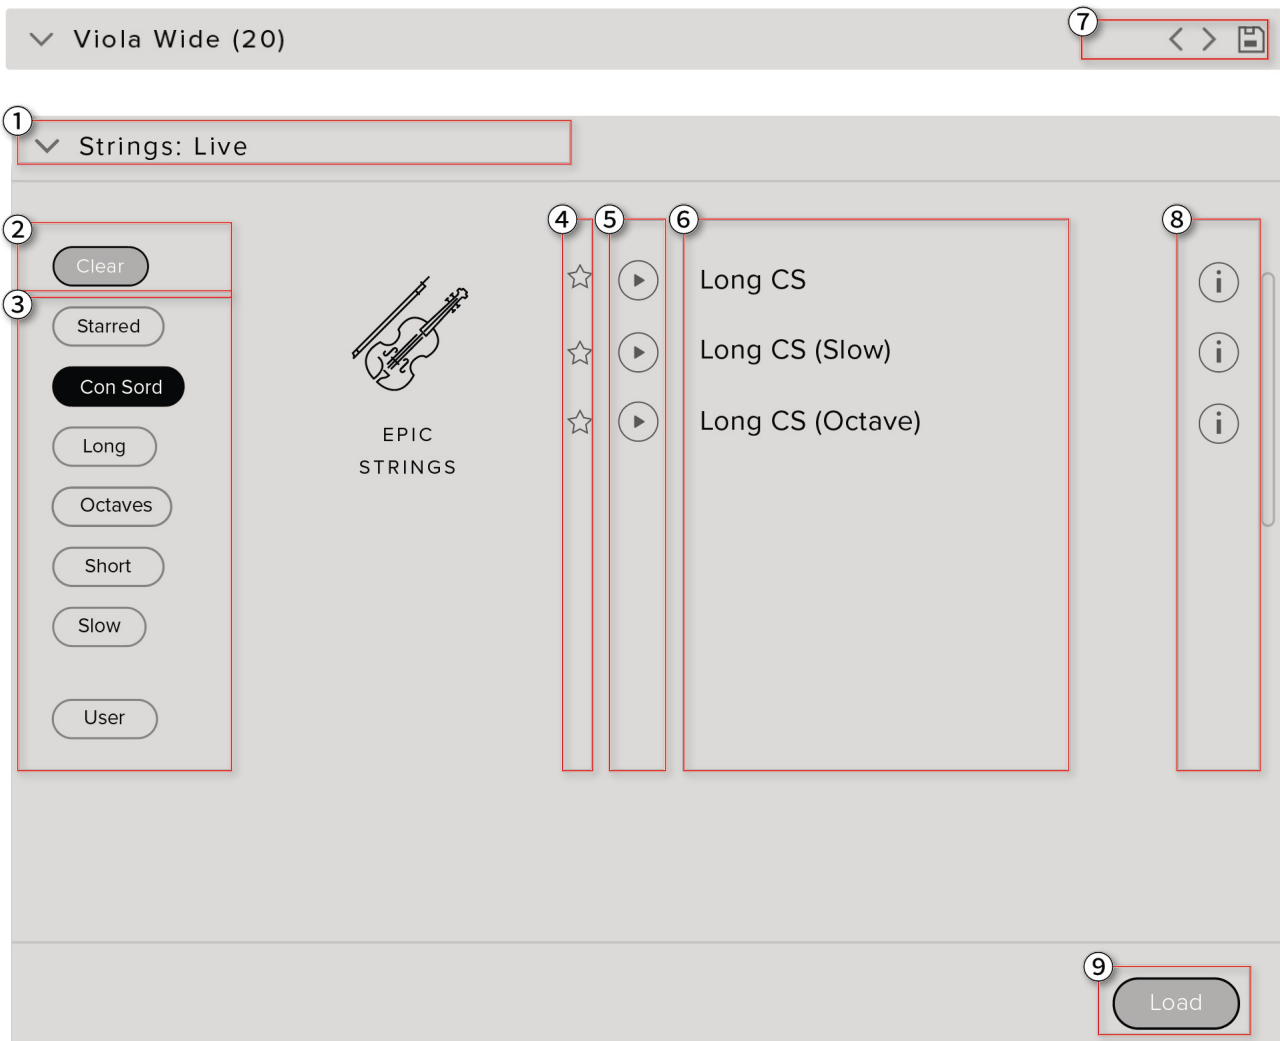 7
Viola Wide (20)
1
Strings: Live
2
4
5
6
8
Clear
3
Starred
Con Sord
Long
Octaves
Short
Slow
User
EPIC
STRINGS
Long CS
i
Long CS (Slow)
i
Long CS (Octave)
i
9
Load